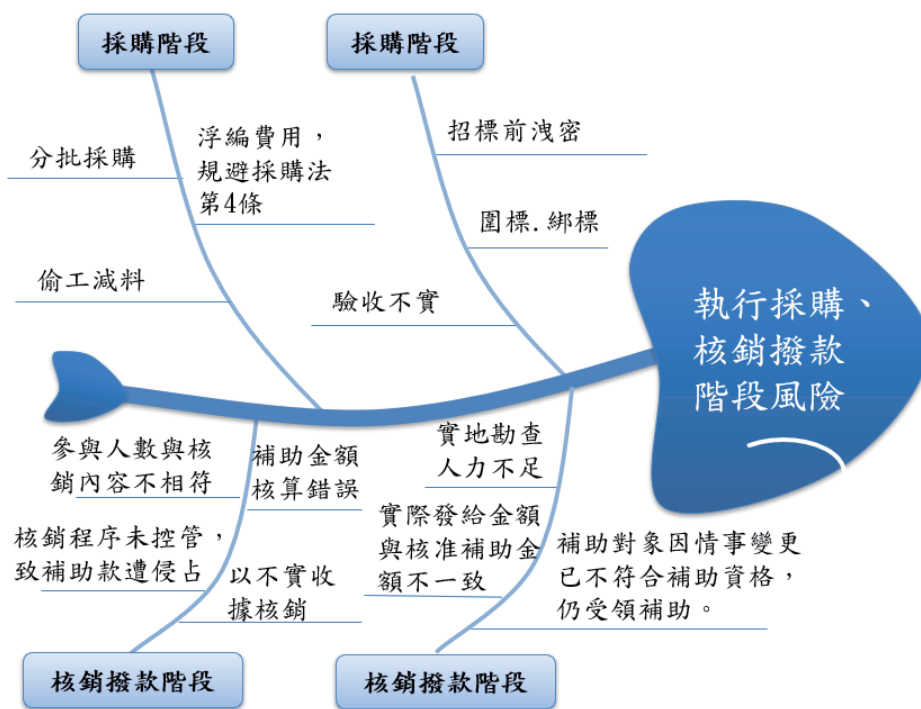 採購階段
採購階段
分批採購
浮編費用，
規避採購法
第4條
偷工減料
招標前洩密
圍標.綁標
驗收不實
執行採購、
核銷撥款
階段風險
參與人數與核
銷內容不相符
補助金額
核算錯誤
核銷程序未控管，
致補助款遭侵占
以不實收
據核銷
實地勘查
人力不足
實際發給金額
與核准補助金
額不一致
補助對象因情事變更
已不符合補助資格，
仍受領補助。
核銷撥款階段
核銷撥款階段